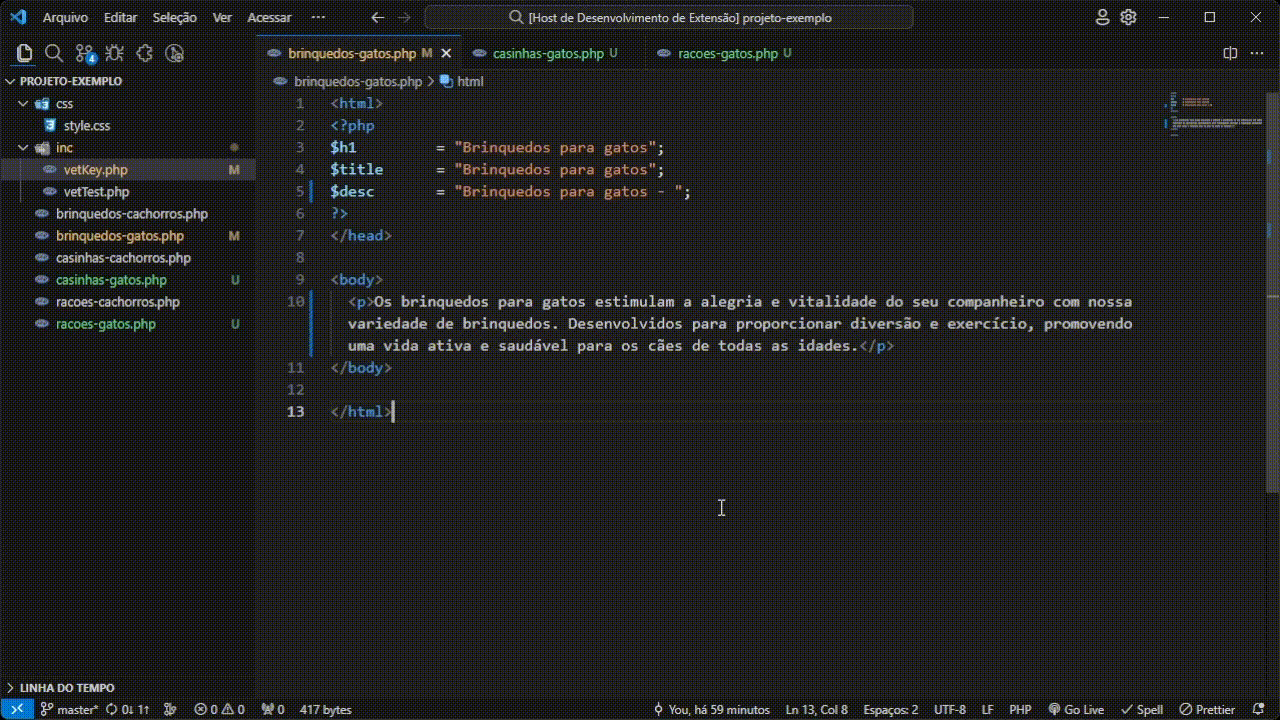 Arquivo Editar Seleção Ver Acessar ··· [Host de Desenvolvimento de Extensão] projeto-exemplo
4
brinquedos-gatos.php M casinhas-gatos.php U racoes-gatos.php U
PROJETO-EXEMPLO
brinquedos-gatos.php > html
css
style.css
inc
vetKey.php M
vetTest.php
brinquedos-cachorros.php
brinquedos-gatos.php M
casinhas-cachorros.php
casinhas-gatos.php U
racoes-cachorros.php
racoes-gatos.php U
1 <html>
2 <?php
3 $h1 = "Brinquedos para gatos";
4 $title = "Brinquedos para gatos";
5 $desc = "Brinquedos para gatos - ";
6 ?>
7 </head>
8
9 <body>
10 <p>Os brinquedos para gatos estimulam a alegria e vitalidade do seu companheiro com nossa
variedade de brinquedos. Desenvolvidos para proporcionar diversão e exercício, promovendo
uma vida ativa e saudável para os cães de todas as idades.</p>
11 </body>
12
13 </html>
LINHA DO TEMPO
master* 0↓ 1↑ 0 0 0 417 bytes You, há 59 minutos Ln 13, Col 8 Espaços: 2 UTF-8 LF PHP Go Live Spell Prettier